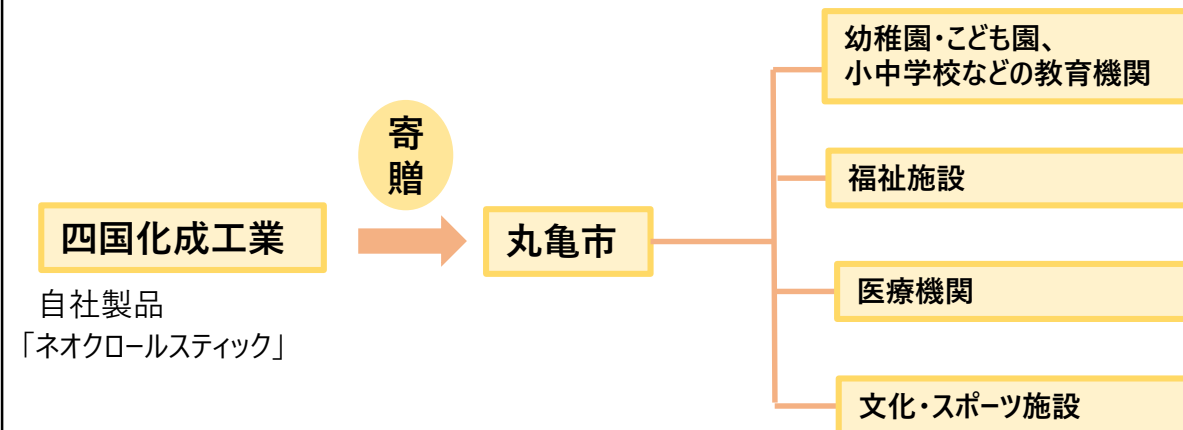 幼稚園・こども園、
小中学校などの教育機関
寄
贈
福祉施設
四国化成工業
丸亀市
自社製品
「ネオクロールスティック」
医療機関
文化・スポーツ施設